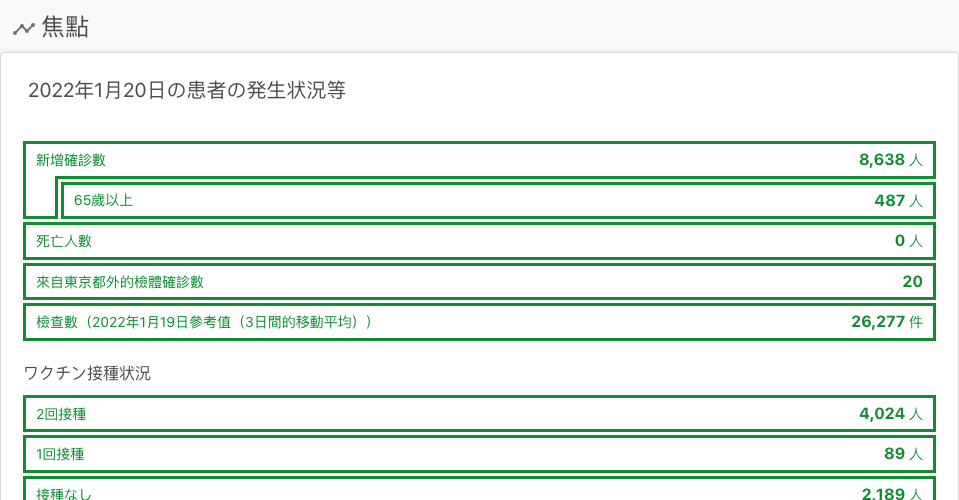 焦點
2022年1月20日の患者の発生状況等
新增確診數 8,638 人
65歲以上 487 人
死亡人數 0 人
來自東京都外的檢體確診數 20
檢查數（2022年1月19日參考值（3日間的移動平均）） 26,277 件
ワクチン接種状況
2回接種 4,024 人
1回接種 89 人
接種なし 2,189 人